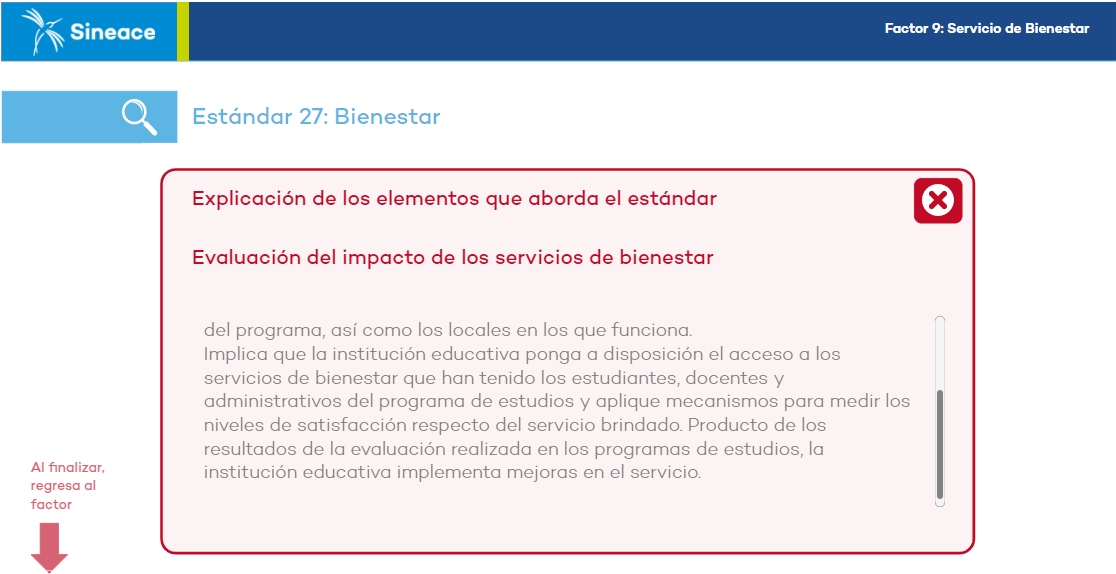 Sineace
Factor 9: Servicio de Bienestar
Estándar 27: Bienestar
Explicación de los elementos que aborda el estándar
Evaluación del impacto de los servicios de bienestar
del programa, así como los locales en los que funciona.
Implica que la institución educativa ponga a disposición el acceso a los
servicios de bienestar que han tenido los estudiantes, docentes y
administrativos del programa de estudios y aplique mecanismos para medir los
niveles de satisfacción respecto del servicio brindado. Producto de los
resultados de la evaluación realizada en los programas de estudios, la
institución educativa implementa mejoras en el servicio.
Al finalizar,
regresa al
factor